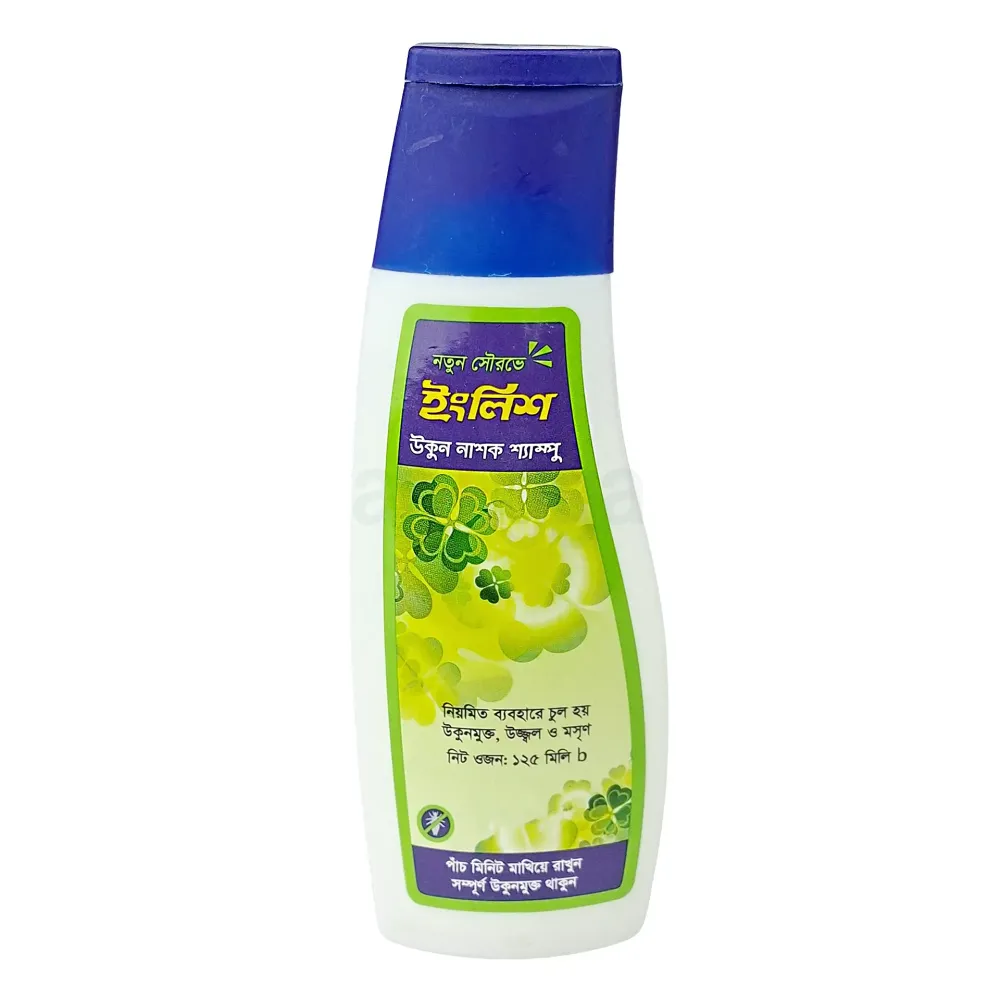 নতুন সৌরভে
ইংলিশ
উকুন নাশক শ্যাম্পু
নিয়মিত ব্যবহারে চুল হয়
উকুনমুক্ত, উজ্জ্বল ও মসৃণ
নিট ওজন: ১২৫ মিলি b
পাঁচ মিনিট মাখিয়ে রাখুন
সম্পূর্ণ উকুনমুক্ত থাকুন